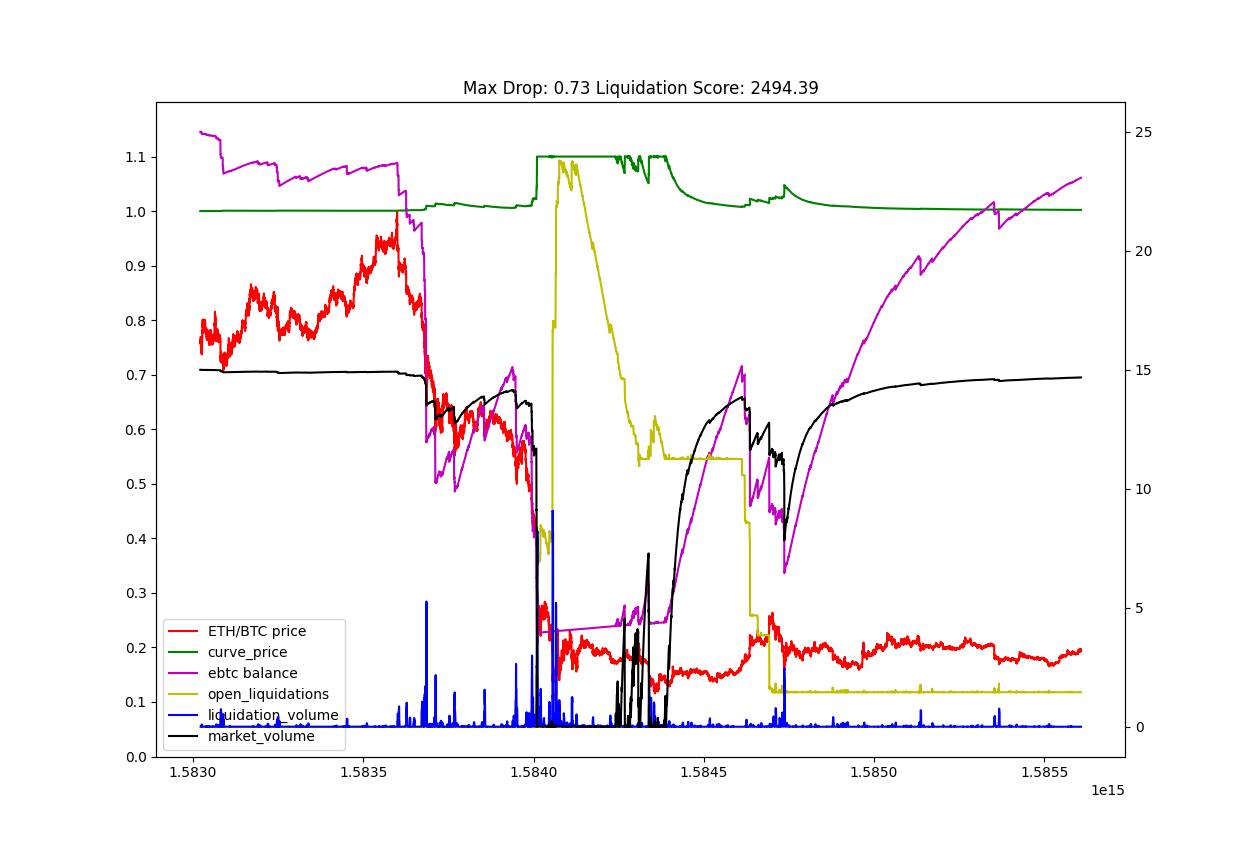 Max Drop: 0.73 Liquidation Score: 2494.39
1.1
1.0
0.9
0.8
0.7
0.6
0.5
0.4
0.3
0.2
0.1
0.0
25
20
15
10
5
0
ETH/BTC price
curve_price
ebtc balance
open_liquidations
liquidation_volume
market_volume
1.5830 1.5835 1.5840 1.5845 1.5850 1.5855
1e15